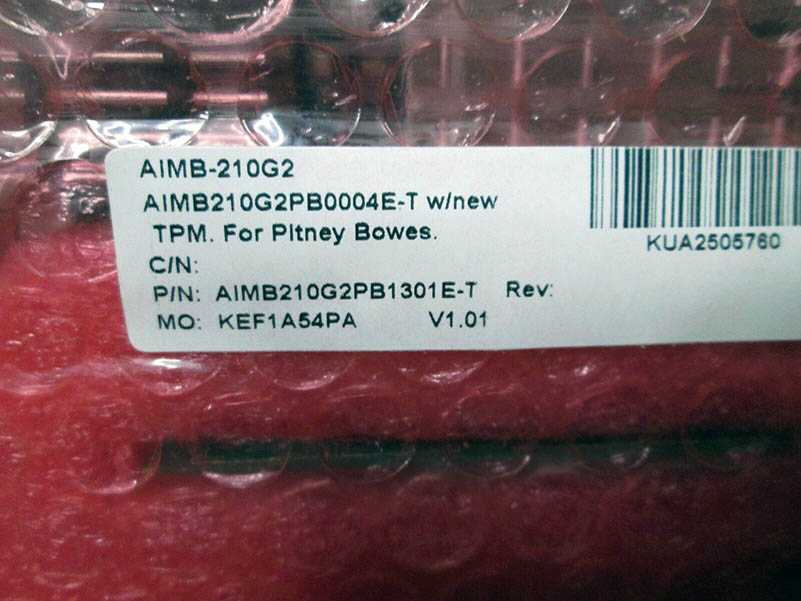 AIMB-210G2
AIMB210G2PB0004E-T w/new
TPM. For Pitney Bowes.
C/N:
P/N: AIMB210G2PB1301E-T Rev:
MO: KEF1A54PA V1.01
KUA2505760